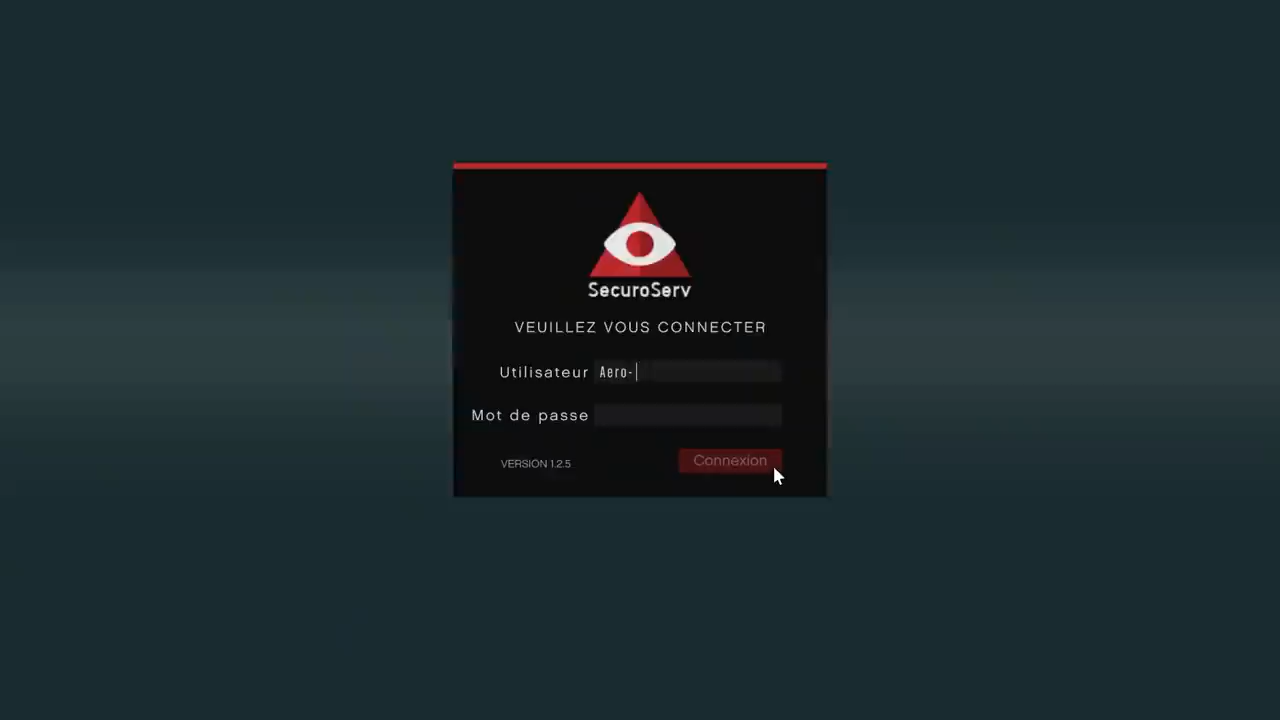 SecuroServ
VEUILLEZ VOUS CONNECTER
Utilisateur Aero-
Mot de passe
VERSION 1.2.5 Connexion